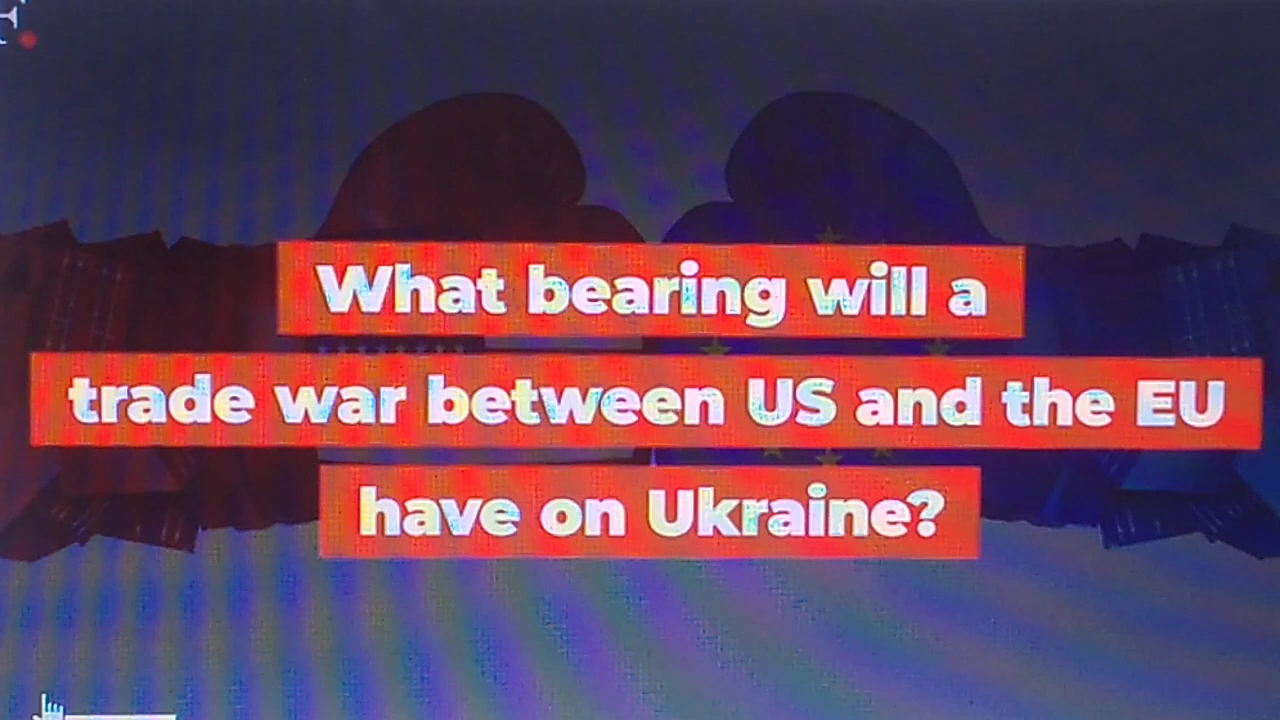 What bearing will a
trade war between US and the EU
have on Ukraine?